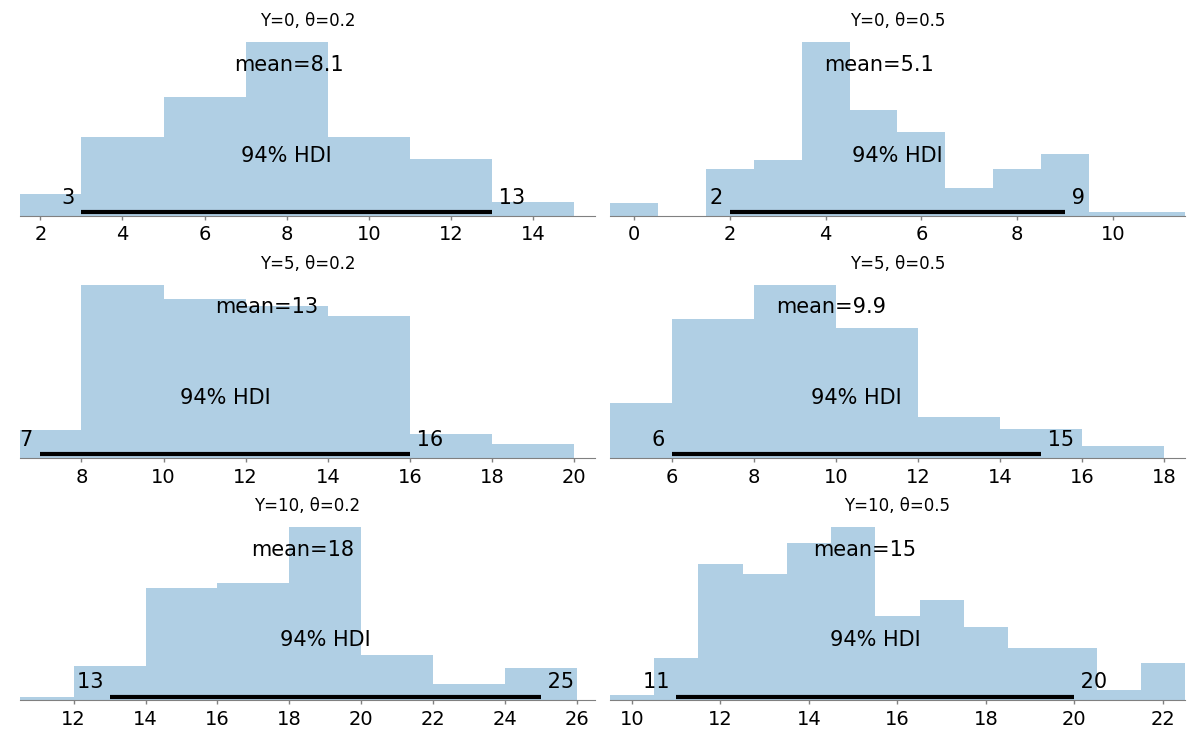 Y=0, θ=0.2
mean=8.1
94% HDI
3 13
2 4 6 8 10 12 14
Y=0, θ=0.5
mean=5.1
94% HDI
2 9
0 2 4 6 8 10
Y=5, θ=0.2
mean=13
94% HDI
7 16
8 10 12 14 16 18 20
Y=5, θ=0.5
mean=9.9
94% HDI
6 15
6 8 10 12 14 16 18
Y=10, θ=0.2
mean=18
94% HDI
13 25
12 14 16 18 20 22 24 26
Y=10, θ=0.5
mean=15
94% HDI
11 20
10 12 14 16 18 20 22